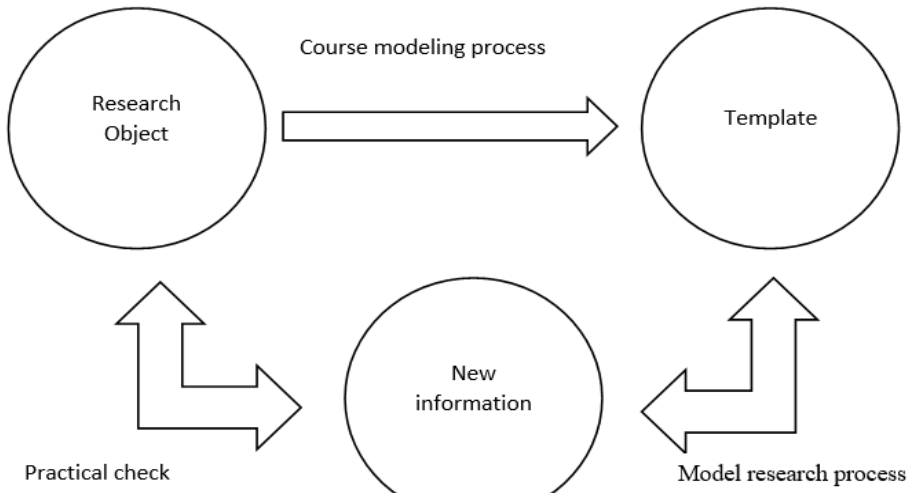 Course modeling process
Research
Object
Template
New
information
Practical check
Model research process